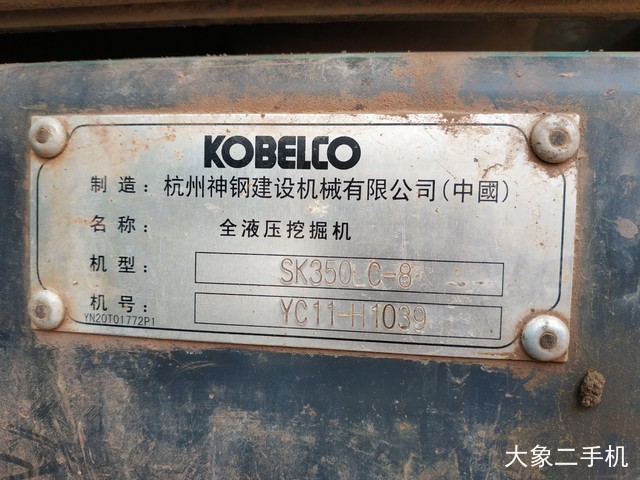 KOBELCO
制造：杭州神钢建设机械有限公司(中國)
名称：全液压挖掘机
机型：SK350LC-8
机号：YC11-H1039
YN20T01772P1
大象二手机